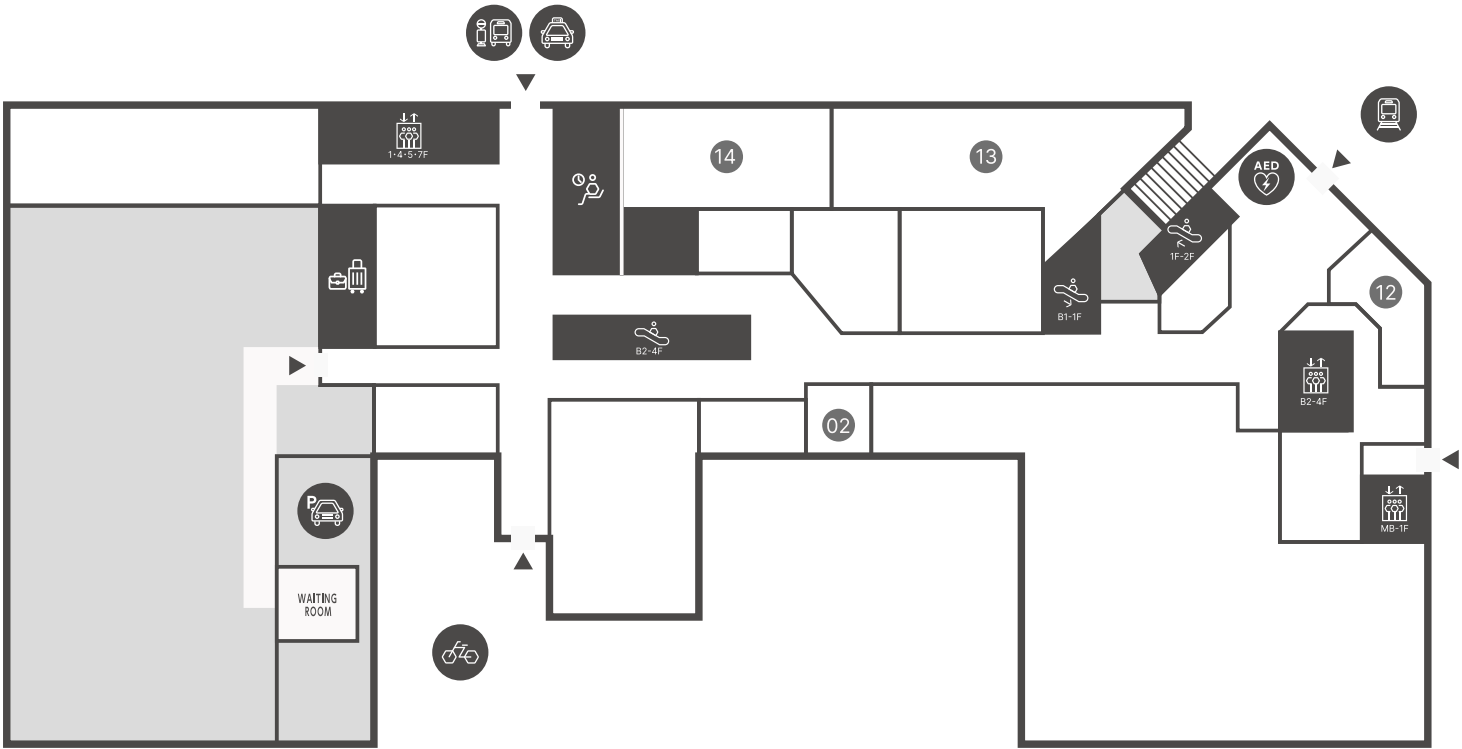 1·4·5·7F
14
13
AED
1F-2F
12
B1-1F
B2-4F
B2-4F
02
P
MB-1F
WAITING
ROOM